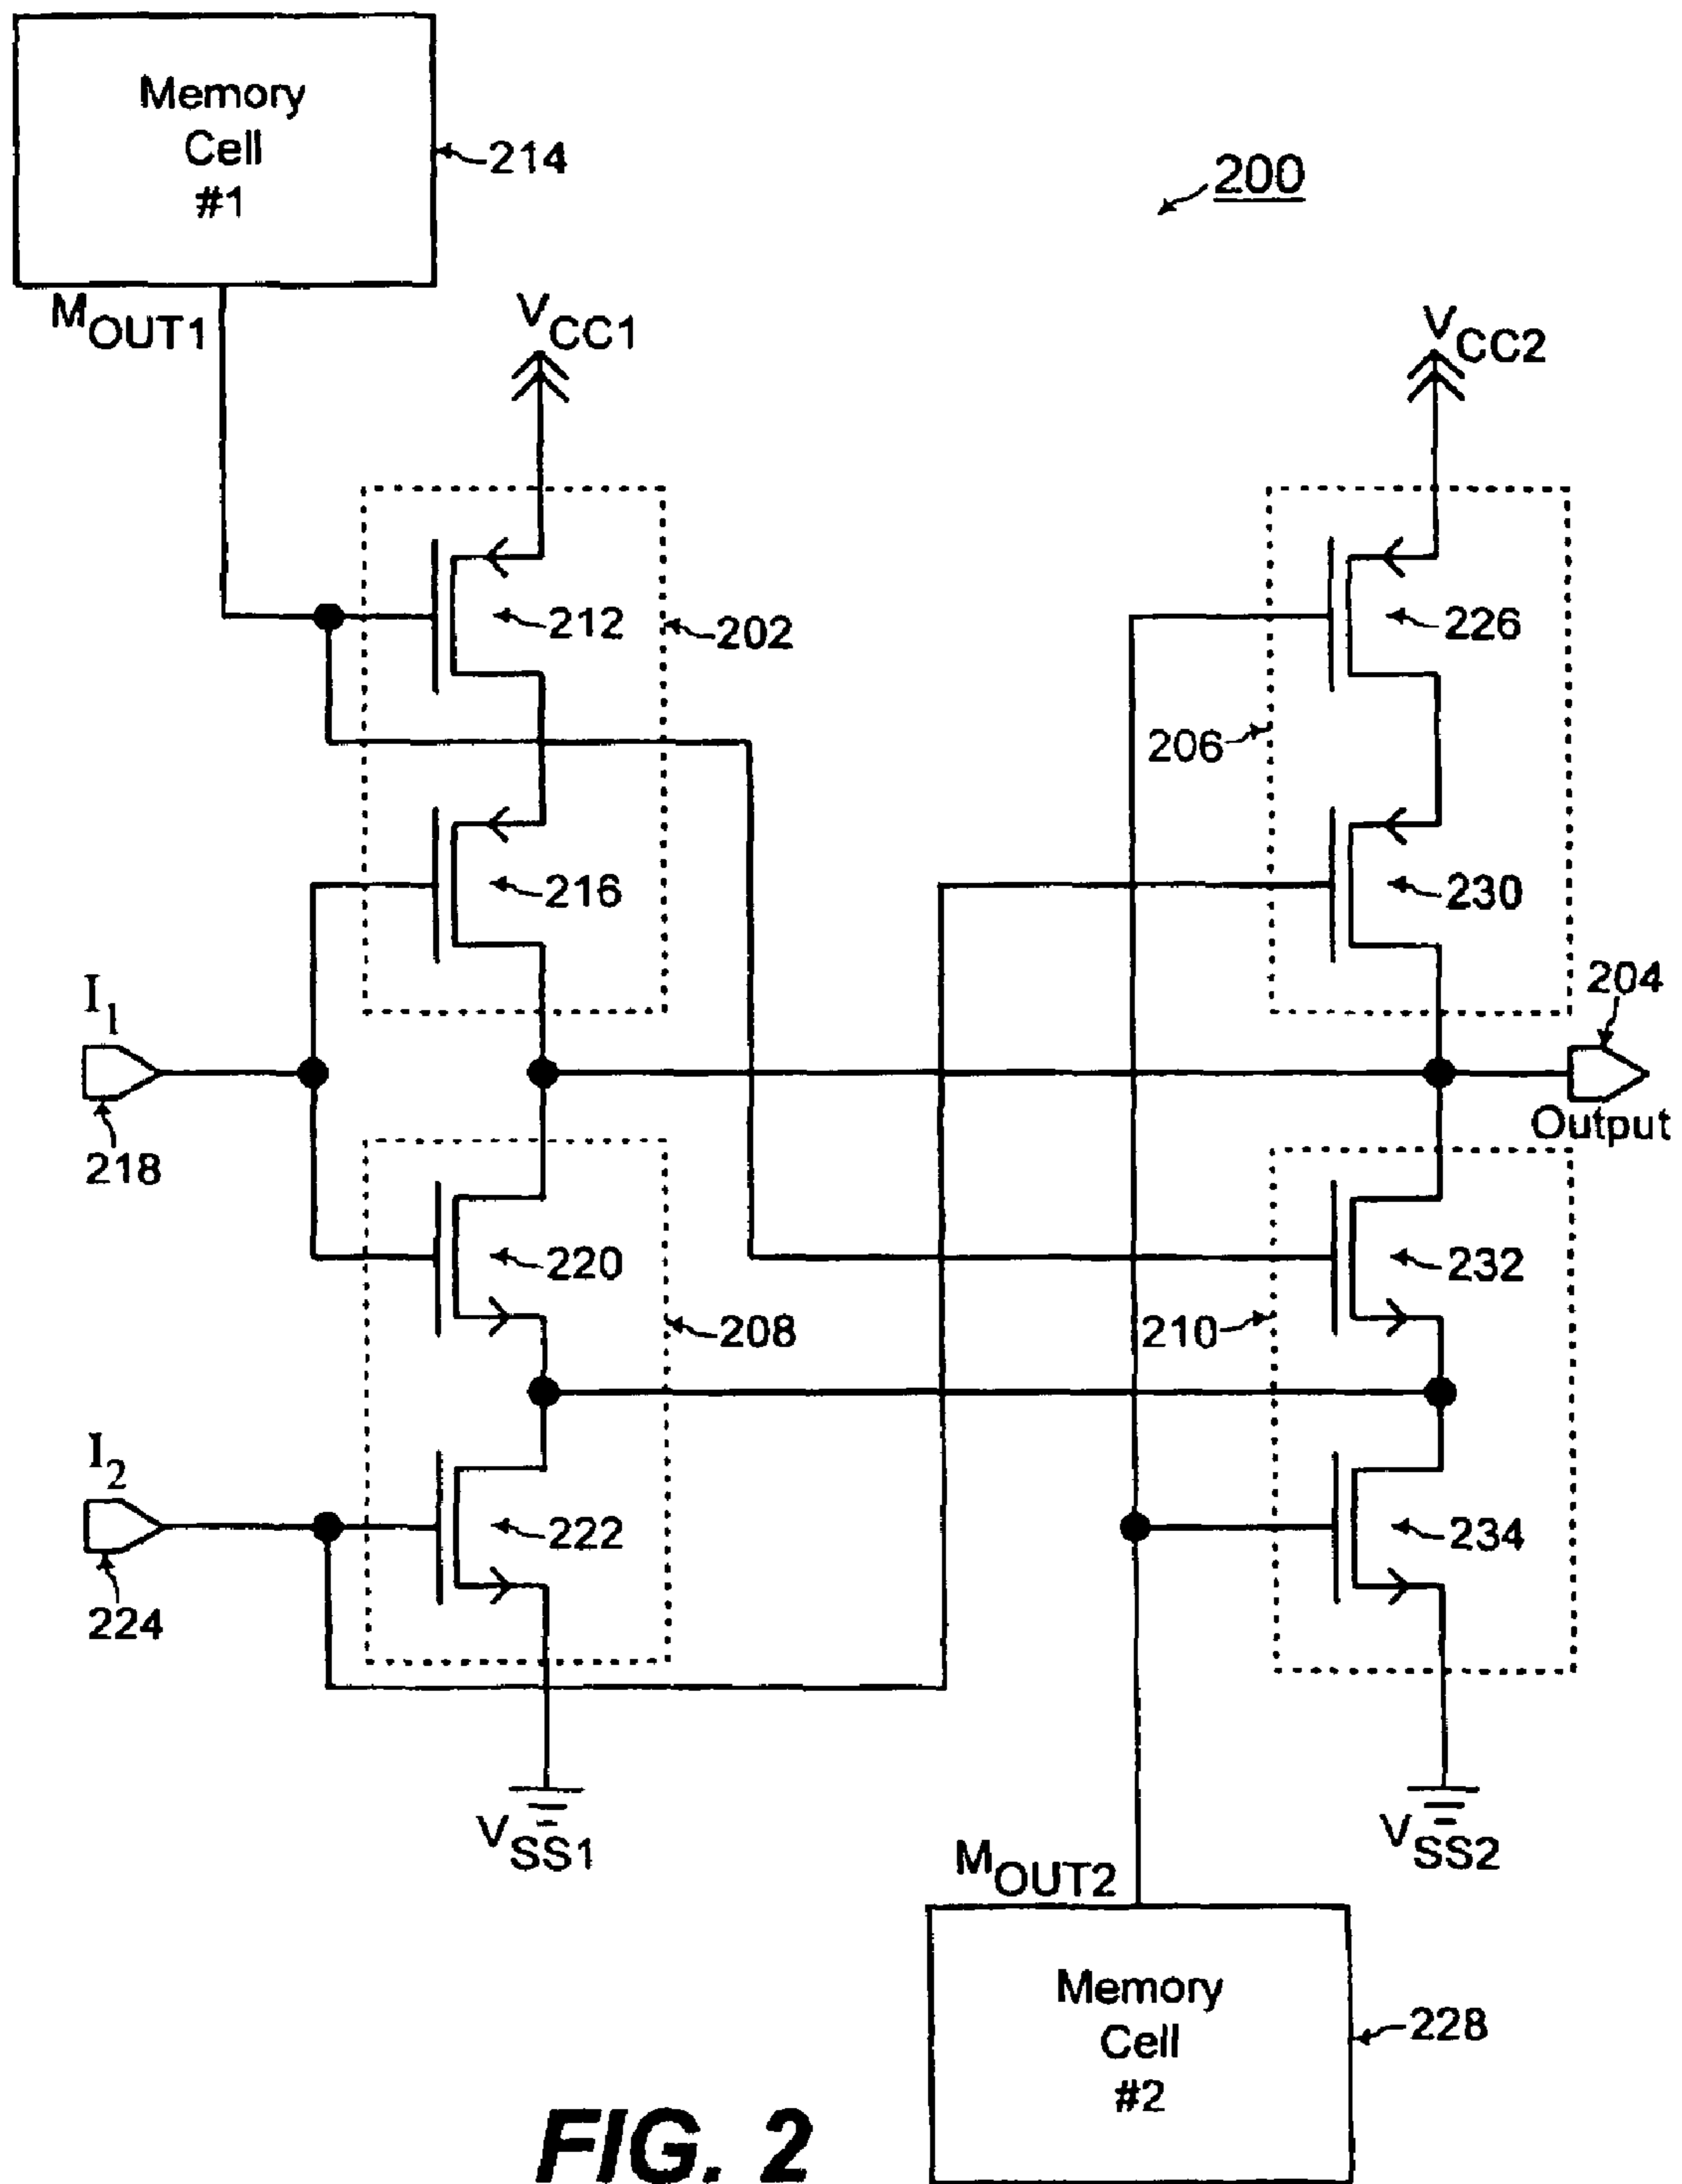 Memory
Cell
#1
214
200
MOUT1
VCC1
VCC2
212
202
226
206
216
230
I1
204
218
Output
220
232
208
210
I2
222
234
224
VSS1
VSS2
MOUT2
Memory
Cell
#2
228
FIG. 2